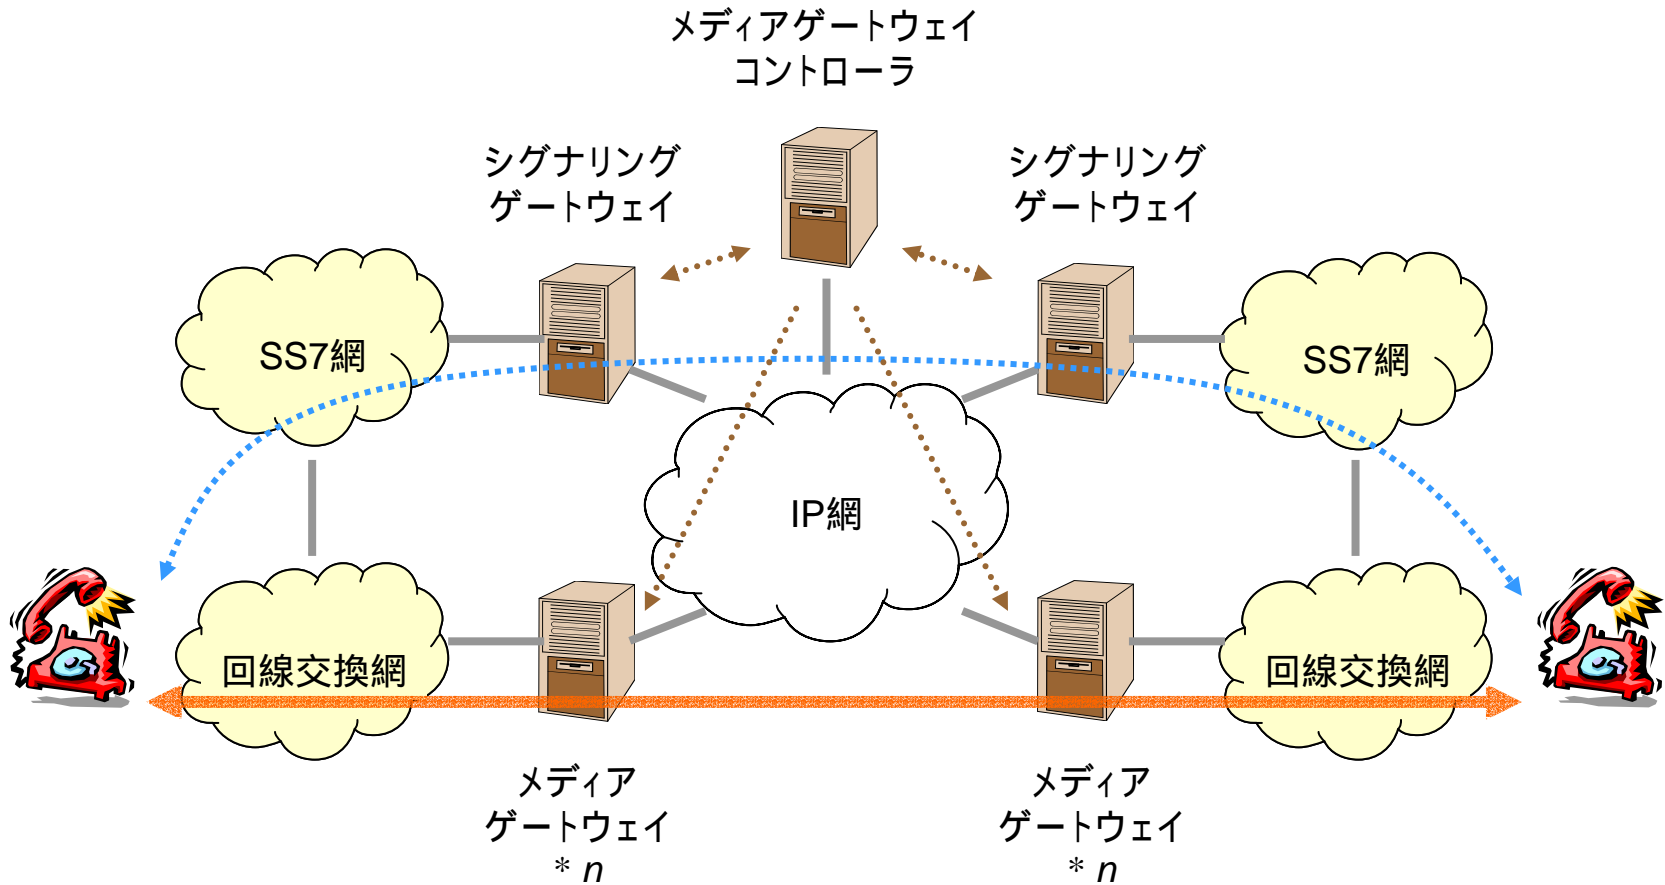 メディアゲートウェイ
コントローラ
シグナリング
ゲートウェイ
シグナリング
ゲートウェイ
SS7網
SS7網
IP網
回線交換網
回線交換網
メディア
ゲートウェイ
* n
メディア
ゲートウェイ
* n